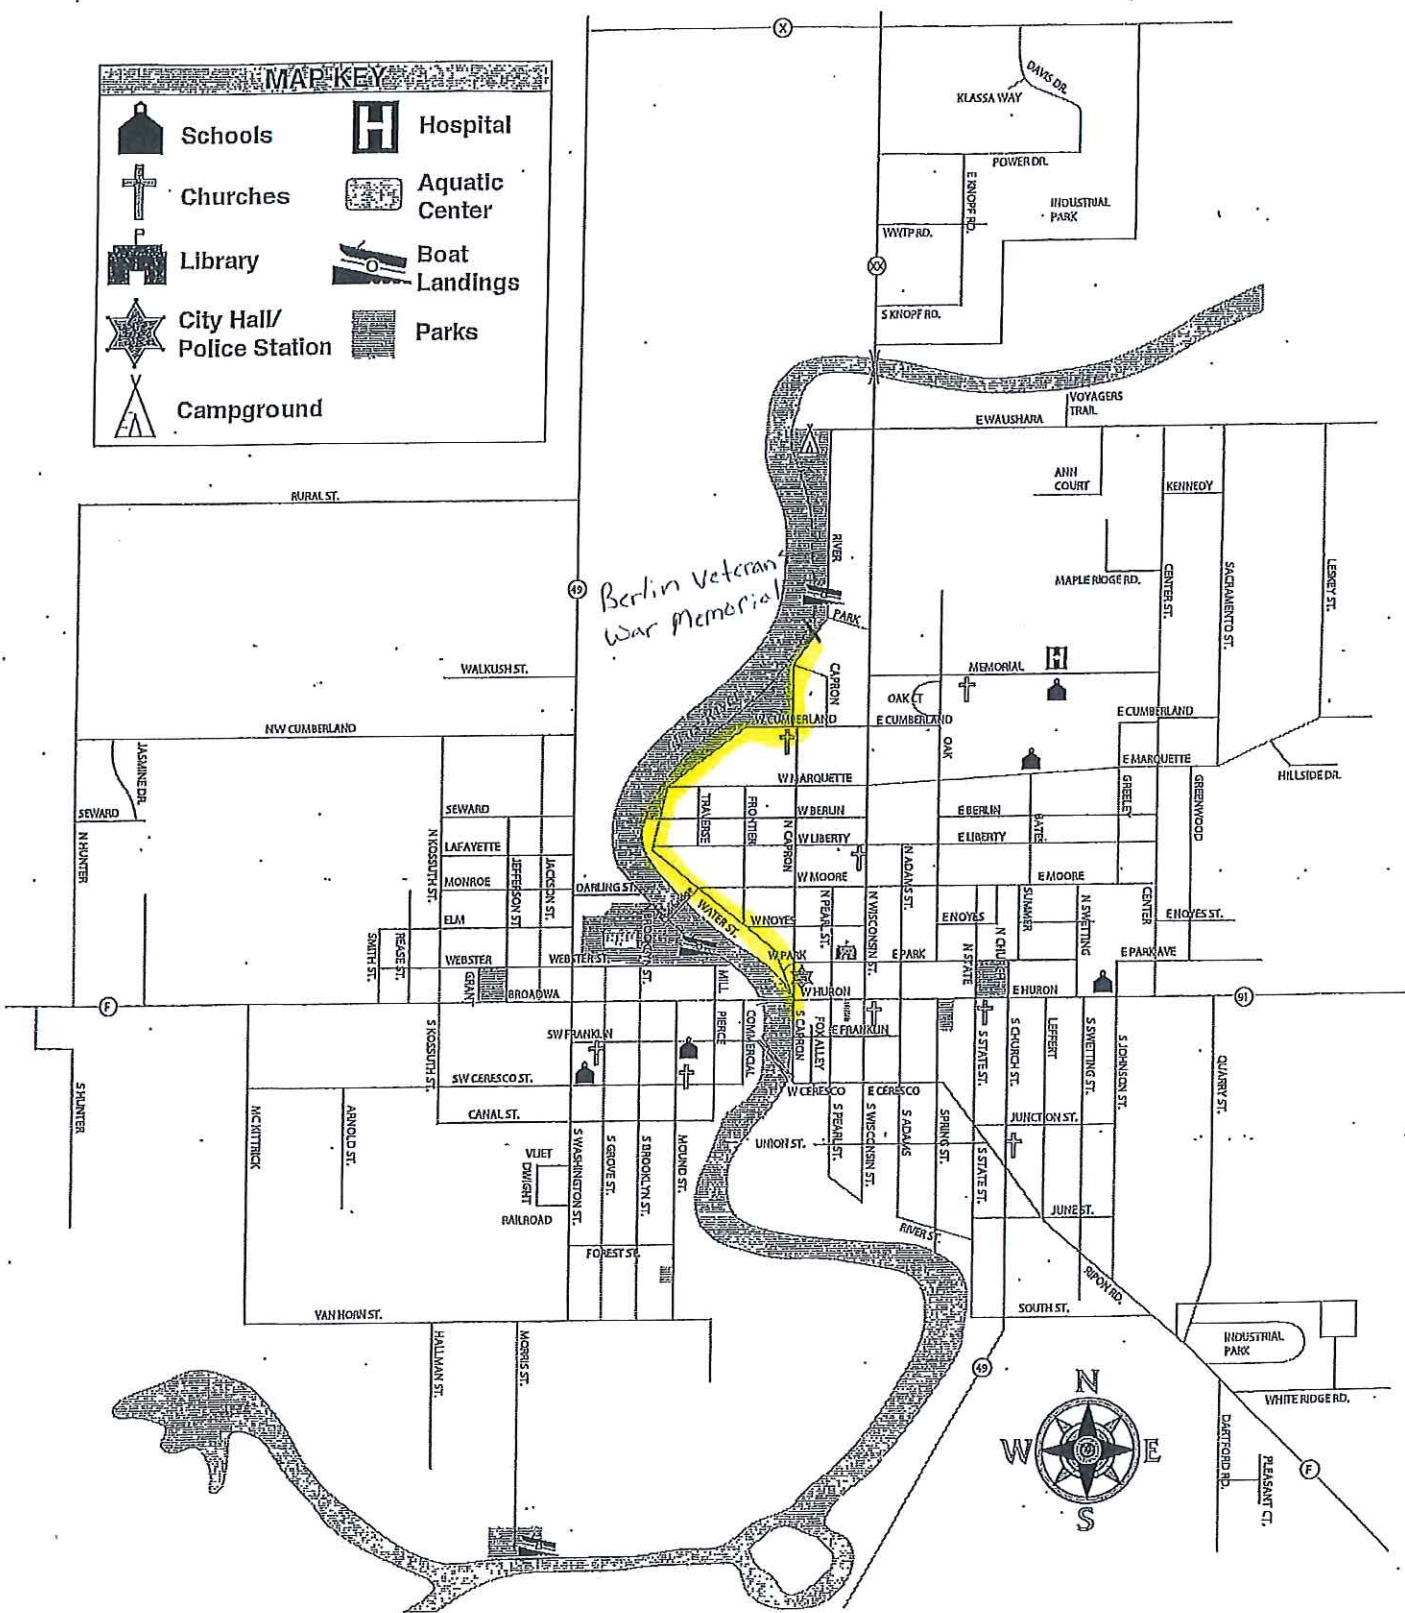 X
MAP KEY
Schools
Hospital
Churches
Aquatic
Center
Library
Boat
Landings
City Hall/
Police Station
Parks
Campground
DAVIS DR.
KLASSA WAY
POWER DR.
E KNOPF RD.
INDUSTRIAL
PARK
WWTP RD.
XX
S KNOPF RD.
VOYAGERS
TRAIL
E WAUSHARA
ANN
COURT
KENNEDY
RURAL ST.
RIVER
MAPLE RIDGE RD.
CENTER ST.
SACRAMENTO ST.
LESKEY ST.
49
Berlin Veterans
War Memorial
PARK
X
WALKUSH ST.
MEMORIAL
H
CAPRON
OAK CT
NW CUMBERLAND
W CUMBERLAND
E CUMBERLAND
E CUMBERLAND
OAK
JASMINE DR.
W MARQUETTE
E MARQUETTE
HILLSIDE DR.
SEWARD
SEWARD
N HUNTER
N KOSSUTH ST.
LAFAYETTE
JEFFERSON ST
JACKSON ST.
MONROE
DARLING ST.
TRAVERSE
FRONTIER
N CAPRON
W BERLIN
E BERLIN
W LIBERTY
E LIBERTY
BATES
GREELEY
GREENWOOD
N ADAMS ST.
W MOORE
E MOORE
WATER ST.
ELM
SMITH ST.
PEASE ST.
W NOYES
N PEARL ST.
N WISCONSIN ST.
E NOYES
SUMMER
N SWETTING
CENTER
E NOYES ST.
WEBSTER
WEBSTER ST.
W PARK
E PARK
N STATE
N CHURCH
E PARK AVE
GRANT
BROADWA
MILL
W HURON
E HURON
F
91
SW FRANKLIN
PIERCE
COMMERCIAL
S CAPRON
FOX ALLEY
E FRANKLIN
S STATE ST.
S CHURCH ST.
LEFFERT
S SWETTING ST.
S JOHNSON ST.
QUARRY ST.
S KOSSUTH ST.
SW CERESCO ST.
W CERESCO
E CERESCO
S HUNTER
MCKITTRICK
ARNOLD ST.
CANAL ST.
UNION ST.
S PEARL ST.
S WISCONSIN ST.
S ADAMS
SPRING ST.
JUNCTION ST.
S STATE ST.
VLIET
DWIGHT
RAILROAD
S WASHINGTON ST.
S GROVE ST.
S BROOKLYN ST.
MOUND ST.
JUNE ST.
RIVER ST.
FOREST ST.
RIPON RD.
VAN HORN ST.
SOUTH ST.
HALLMAN ST.
MORRIS ST.
INDUSTRIAL
PARK
49
WHITE RIDGE RD.
DARTFORD RD.
PLEASANT CT.
F
N
W
E
S